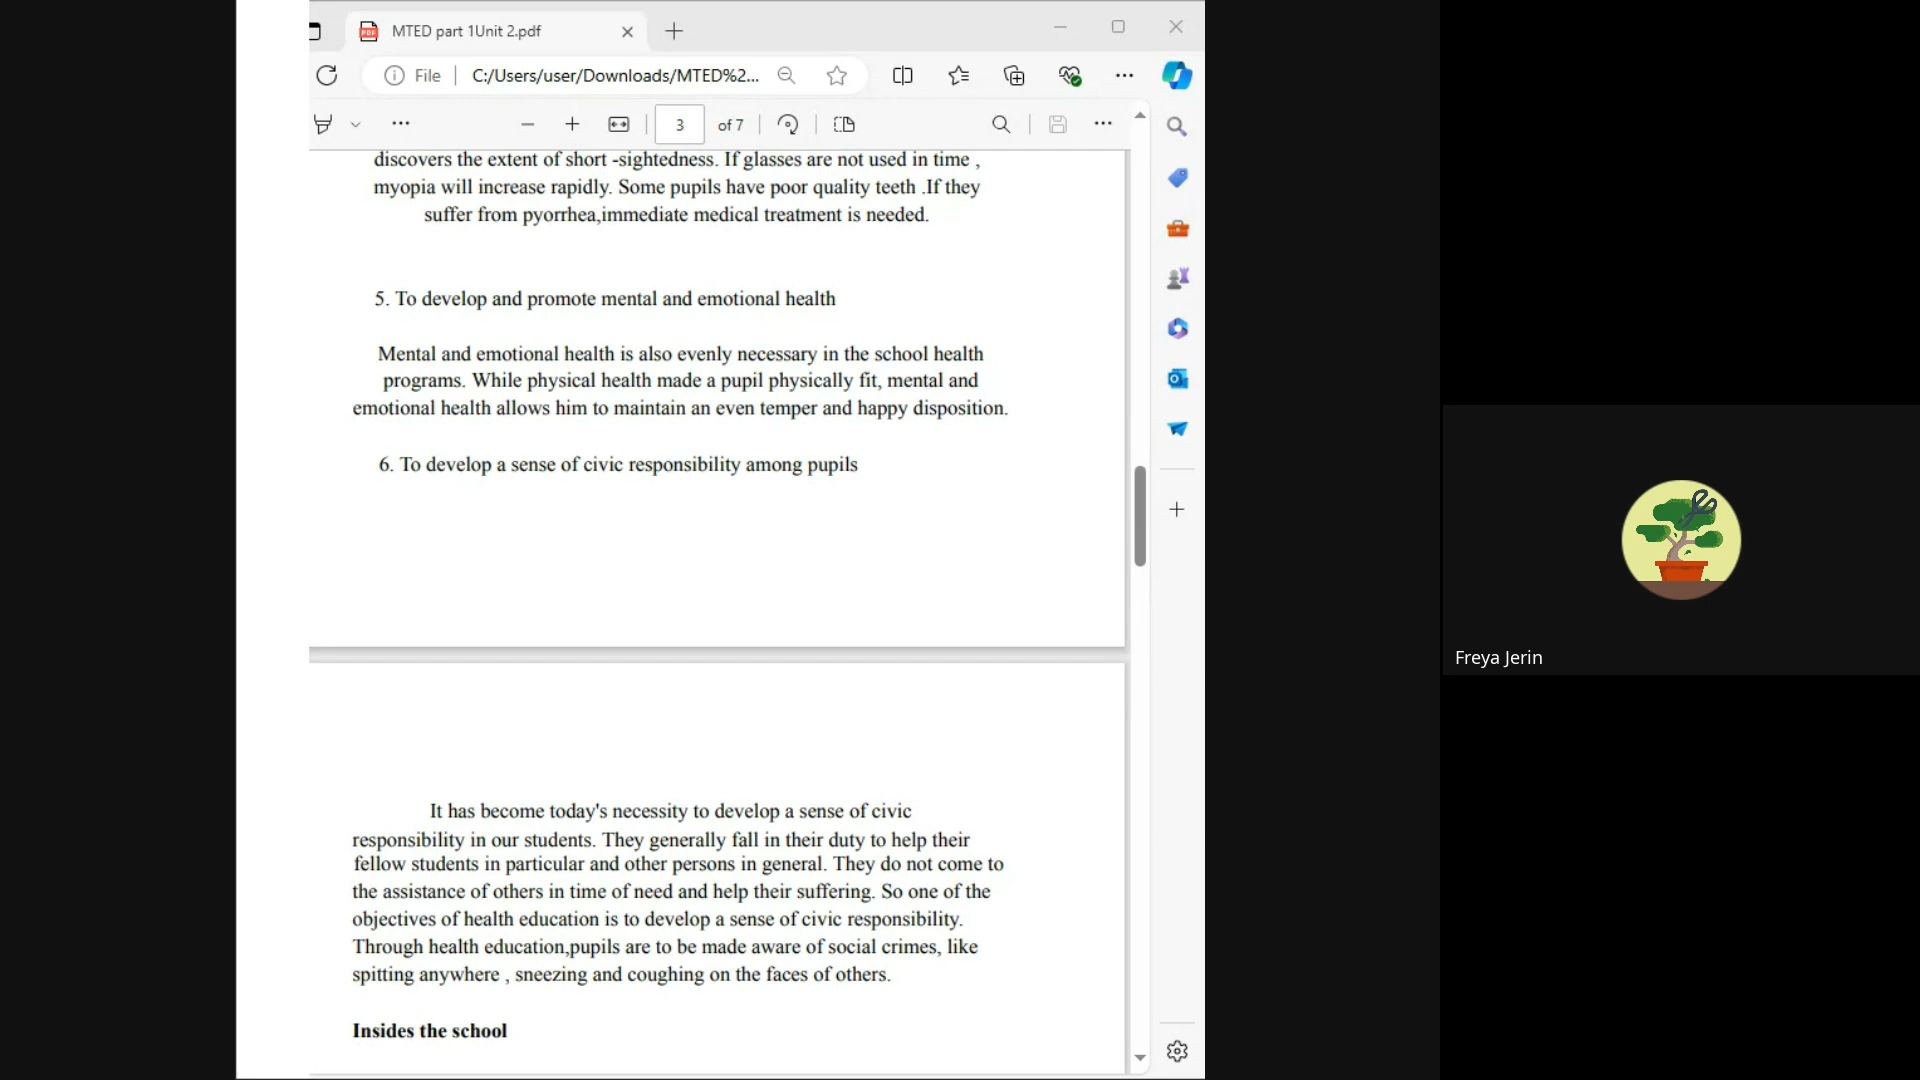 MTED part 1Unit 2.pdf
File
C:/Users/user/Downloads/MTED%2...
3 of 7
discovers the extent of short -sightedness. If glasses are not used in time ,
myopia will increase rapidly. Some pupils have poor quality teeth .If they
suffer from pyorrhea,immediate medical treatment is needed.
5. To develop and promote mental and emotional health
Mental and emotional health is also evenly necessary in the school health
programs. While physical health made a pupil physically fit, mental and
emotional health allows him to maintain an even temper and happy disposition.
6. To develop a sense of civic responsibility among pupils
It has become today's necessity to develop a sense of civic
responsibility in our students. They generally fall in their duty to help their
fellow students in particular and other persons in general. They do not come to
the assistance of others in time of need and help their suffering. So one of the
objectives of health education is to develop a sense of civic responsibility.
Through health education,pupils are to be made aware of social crimes, like
spitting anywhere , sneezing and coughing on the faces of others.
Insides the school
Freya Jerin